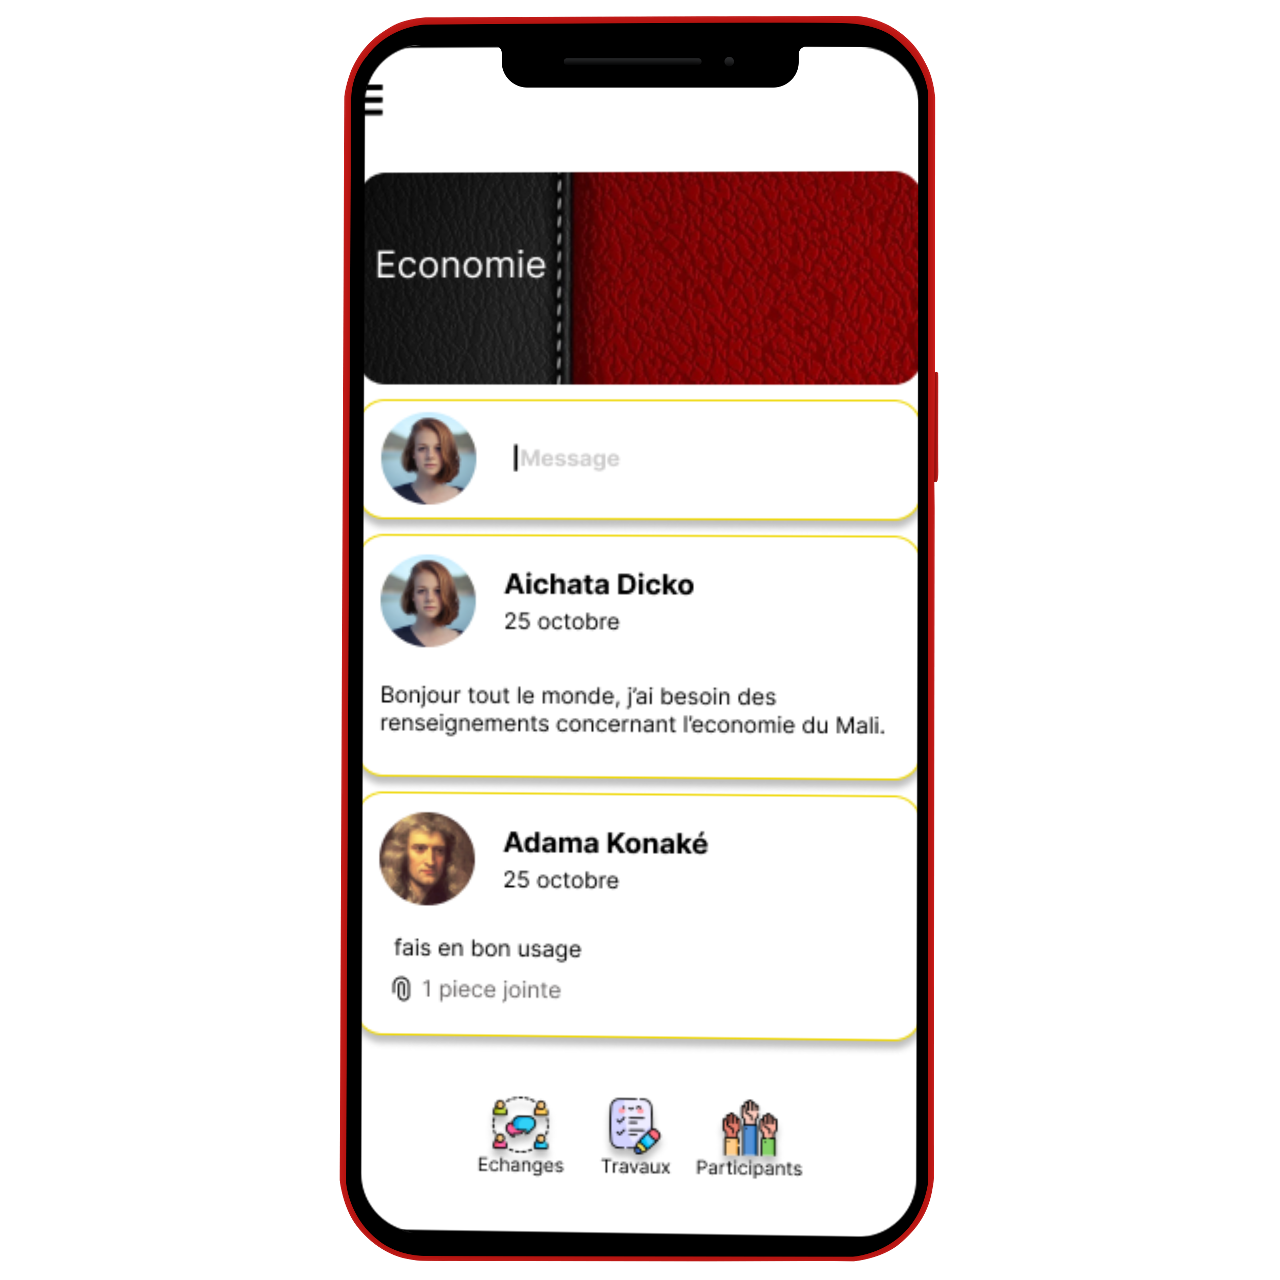 Economie
Message
Aichata Dicko
25 octobre
Bonjour tout le monde, j'ai besoin des
renseignements concernant l'economie du Mali.
Adama Konaké
25 octobre
fais en bon usage
1 piece jointe
Echanges
Travaux
Participants